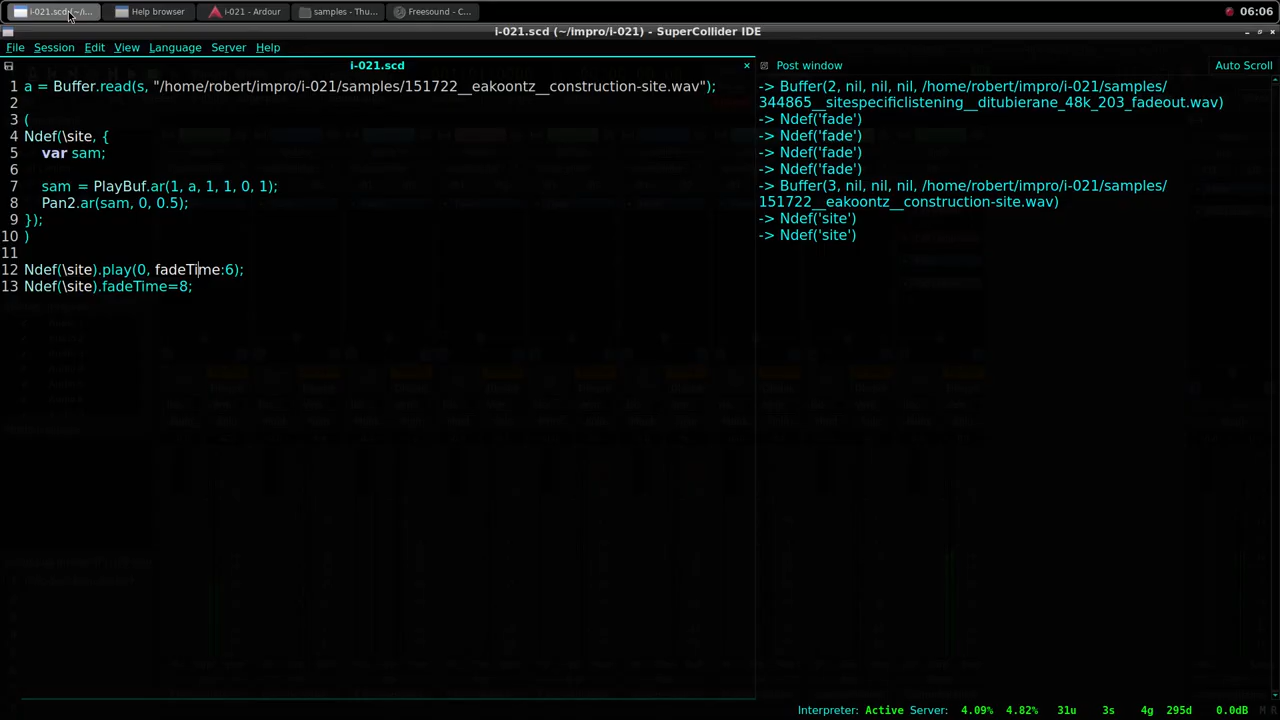 i-021.scd (~/i...
Help browser
i-021 - Ardour
samples - Thu...
Freesound - C...
06:06
i-021.scd (~/impro/i-021) - SuperCollider IDE
File Session Edit View Language Server Help
i-021.scd
1 a = Buffer.read(s, "/home/robert/impro/i-021/samples/151722__eakoontz__construction-site.wav");
2
3 (
4 Ndef(\site, {
5 var sam;
6
7 sam = PlayBuf.ar(1, a, 1, 1, 0, 1);
8 Pan2.ar(sam, 0, 0.5);
9 });
10 )
11
12 Ndef(\site).play(0, fadeTime:6);
13 Ndef(\site).fadeTime=8;
Post window Auto Scroll
-> Buffer(2, nil, nil, nil, /home/robert/impro/i-021/samples/
344865__sitespecificlistening__ditubierane_48k_203_fadeout.wav)
-> Ndef('fade')
-> Ndef('fade')
-> Ndef('fade')
-> Ndef('fade')
-> Buffer(3, nil, nil, nil, /home/robert/impro/i-021/samples/
151722__eakoontz__construction-site.wav)
-> Ndef('site')
-> Ndef('site')
Interpreter: Active Server: 4.09% 4.82% 31u 3s 4g 295d 0.0dB M R